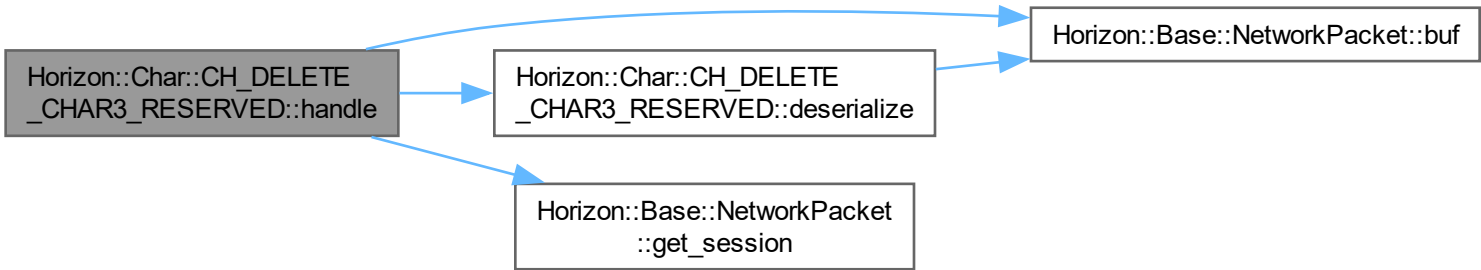 Horizon::Char::CH_DELETE
_CHAR3_RESERVED::handle
Horizon::Char::CH_DELETE
_CHAR3_RESERVED::deserialize
Horizon::Base::NetworkPacket::buf
Horizon::Base::NetworkPacket
::get_session